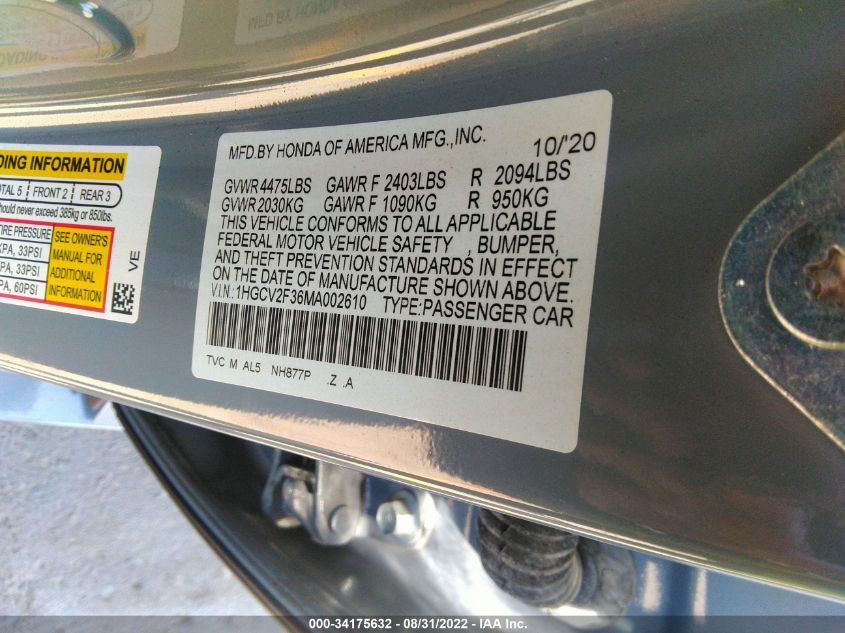 MFD.BY HONDA OF AMERICA MFG.,INC. 10/'20
GVWR 4475LBS GAWR F 2403LBS R 2094LBS
GVWR 2030KG GAWR F 1090KG R 950KG
THIS VEHICLE CONFORMS TO ALL APPLICABLE
FEDERAL MOTOR VEHICLE SAFETY , BUMPER,
AND THEFT PREVENTION STANDARDS IN EFFECT
ON THE DATE OF MANUFACTURE SHOWN ABOVE.
V.I.N.:1HGCV2F36MA002610 TYPE:PASSENGER CAR
TVC M AL5 NH877P .Z .A
INFORMATION
TOTAL 5 FRONT 2 REAR 3
should never exceed 385kg or 850lbs.
TIRE PRESSURE
KPA, 33PSI
KPA, 33PSI
KPA, 60PSI
SEE OWNER'S
MANUAL FOR
ADDITIONAL
INFORMATION
VE
000-34175632 - 08/31/2022 - IAA Inc.